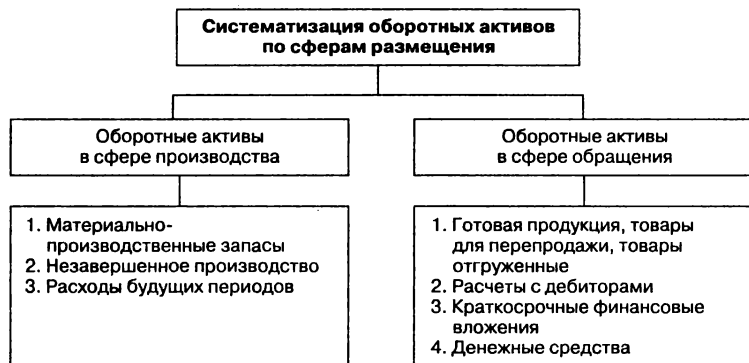 Систематизация оборотных активов
по сферам размещения
Оборотные активы
в сфере производства
Оборотные активы
в сфере обращения
1. Материально-
производственные запасы
2. Незавершенное производство
3. Расходы будущих периодов
1. Готовая продукция, товары
для перепродажи, товары
отгруженные
2. Расчеты с дебиторами
3. Краткосрочные финансовые
вложения
4. Денежные средства